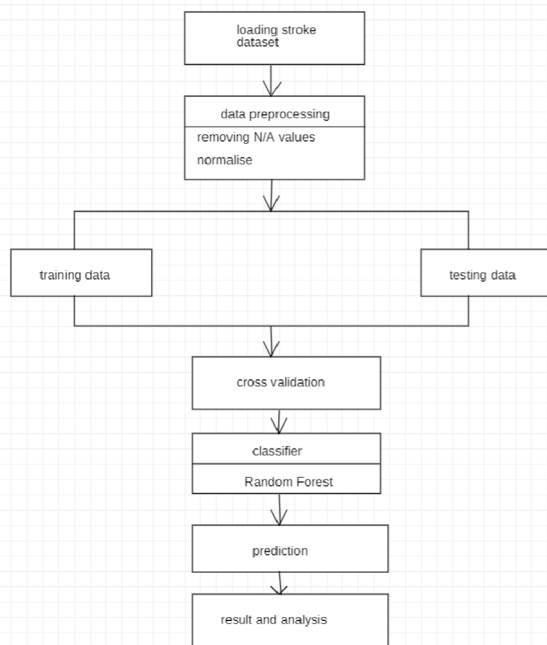 loading stroke
dataset
data preprocessing
removing N/A values
normalise
training data
testing data
cross validation
classifier
Random Forest
prediction
result and analysis